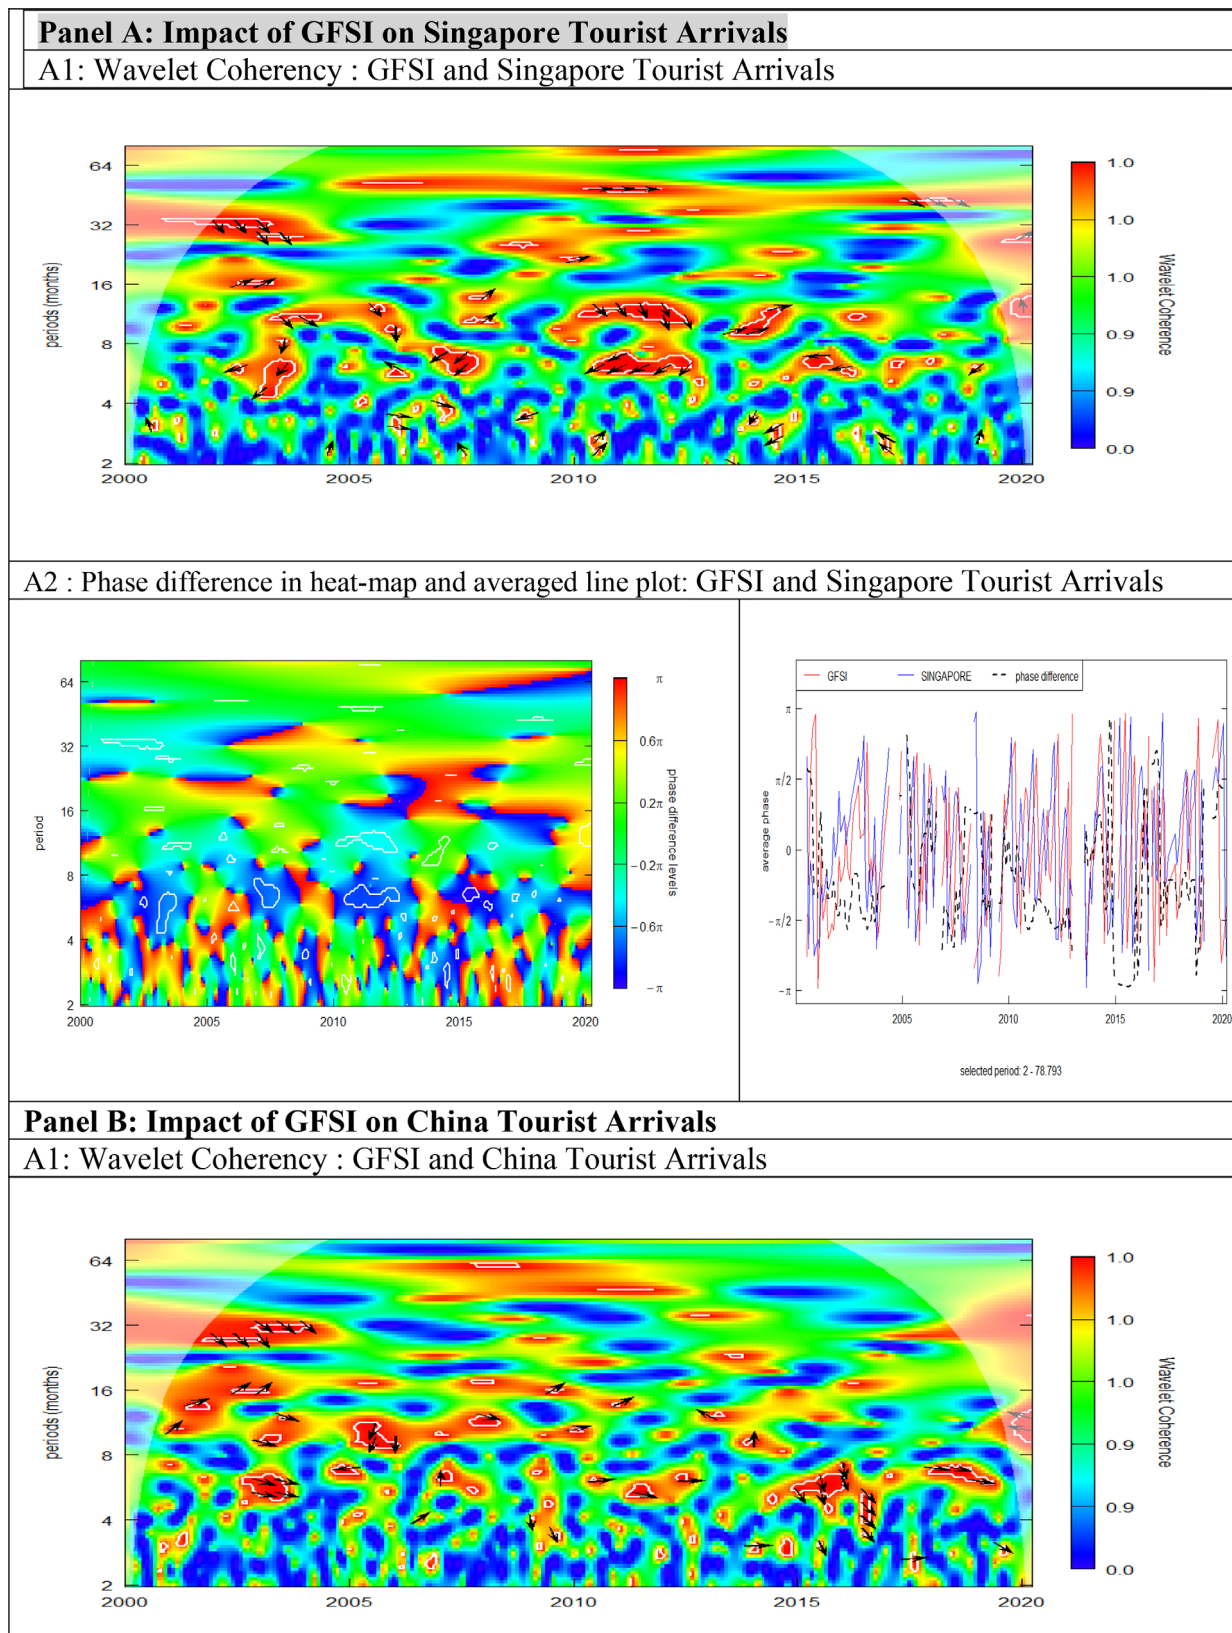 Panel A: Impact of GFSI on Singapore Tourist Arrivals
A1: Wavelet Coherency : GFSI and Singapore Tourist Arrivals
periods (months)
64
32
16
8
4
2
2000 2005 2010 2015 2020
1.0
1.0
1.0
0.9
0.9
0.0
Wavelet Coherence
A2 : Phase difference in heat-map and averaged line plot: GFSI and Singapore Tourist Arrivals
period
64
32
16
8
4
2
2000 2005 2010 2015 2020
π
0.6π
0.2π
−0.2π
−0.6π
−π
phase difference levels
GFSI SINGAPORE phase difference
average phase
π
π/2
0
−π/2
−π
2005 2010 2015 2020
selected period: 2 - 78.793
Panel B: Impact of GFSI on China Tourist Arrivals
A1: Wavelet Coherency : GFSI and China Tourist Arrivals
periods (months)
64
32
16
8
4
2
2000 2005 2010 2015 2020
1.0
1.0
1.0
0.9
0.9
0.0
Wavelet Coherence